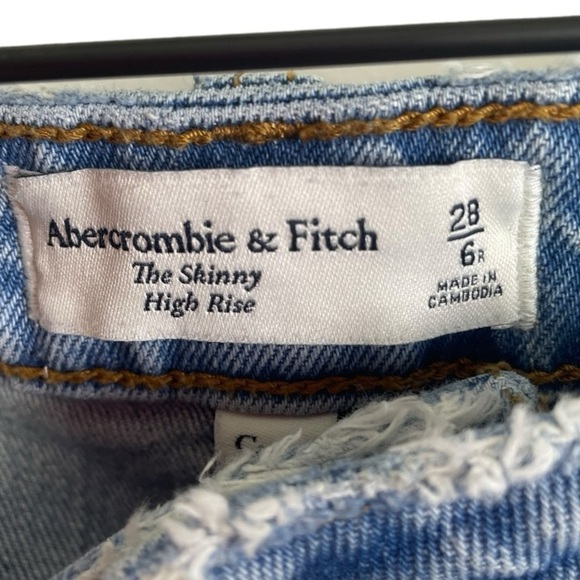 Abercrombie & Fitch
The Skinny
High Rise
28
6R
MADE IN
CAMBODIA